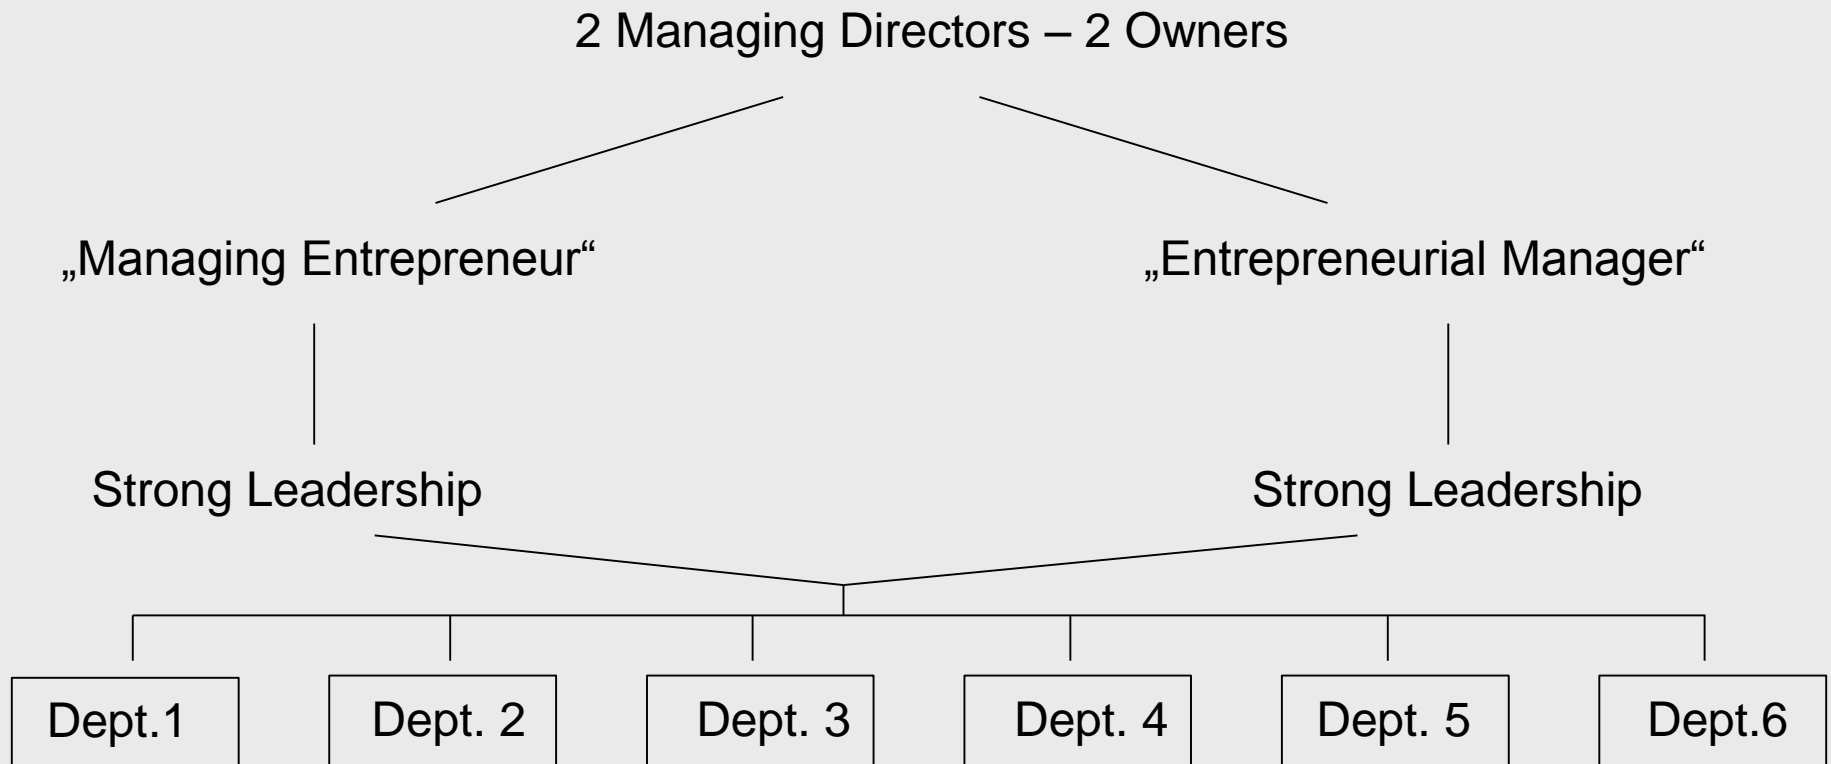 2 Managing Directors – 2 Owners
„Managing Entrepreneur“
„Entrepreneurial Manager“
Strong Leadership
Strong Leadership
Dept.1
Dept. 2
Dept. 3
Dept. 4
Dept. 5
Dept.6